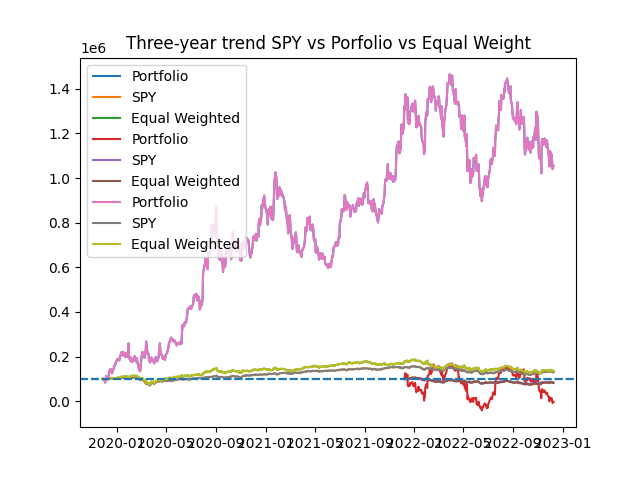 Three-year trend SPY vs Porfolio vs Equal Weight
1e6
Portfolio
SPY
Equal Weighted
Portfolio
SPY
Equal Weighted
Portfolio
SPY
Equal Weighted
1.4
1.2
1.0
0.8
0.6
0.4
0.2
0.0
2020-01 2020-05 2020-09 2021-01 2021-05 2021-09 2022-01 2022-05 2022-09 2023-01